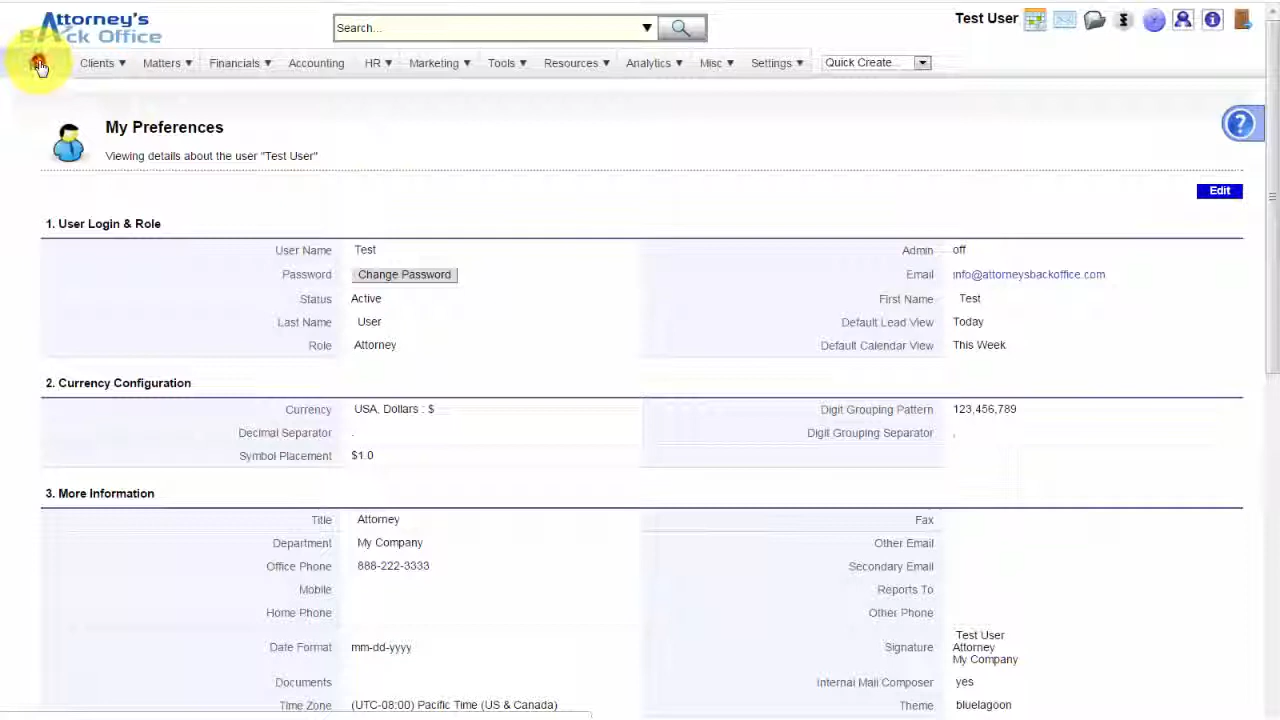 Attorney's
Back Office
Search...
Test User
Clients ▼ Matters ▼ Financials ▼ Accounting HR ▼ Marketing ▼ Tools ▼ Resources ▼ Analytics ▼ Misc ▼ Settings ▼ Quick Create...
My Preferences
Viewing details about the user "Test User"
Edit
1. User Login & Role
User Name Test Admin off
Password Change Password Email info@attorneysbackoffice.com
Status Active First Name Test
Last Name User Default Lead View Today
Role Attorney Default Calendar View This Week
2. Currency Configuration
Currency USA, Dollars : $ Digit Grouping Pattern 123,456,789
Decimal Separator . Digit Grouping Separator ,
Symbol Placement $1.0
3. More Information
Title Attorney Fax
Department My Company Other Email
Office Phone 888-222-3333 Secondary Email
Mobile Reports To
Home Phone Other Phone
Date Format mm-dd-yyyy Signature Test User
Attorney
My Company
Documents Internal Mail Composer yes
Time Zone (UTC-08:00) Pacific Time (US & Canada) Theme bluelagoon